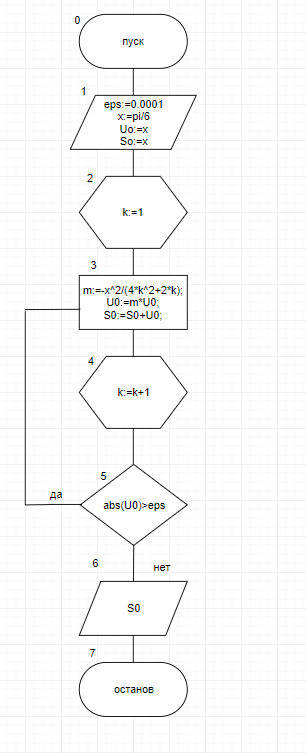 0
пуск
1
eps:=0.0001
x:=pi/6
Uo:=x
So:=x
2
k:=1
3
m:=-x^2/(4*k^2+2*k);
U0:=m*U0;
S0:=S0+U0;
4
k:=k+1
5
да
abs(U0)>eps
6
нет
S0
7
останов